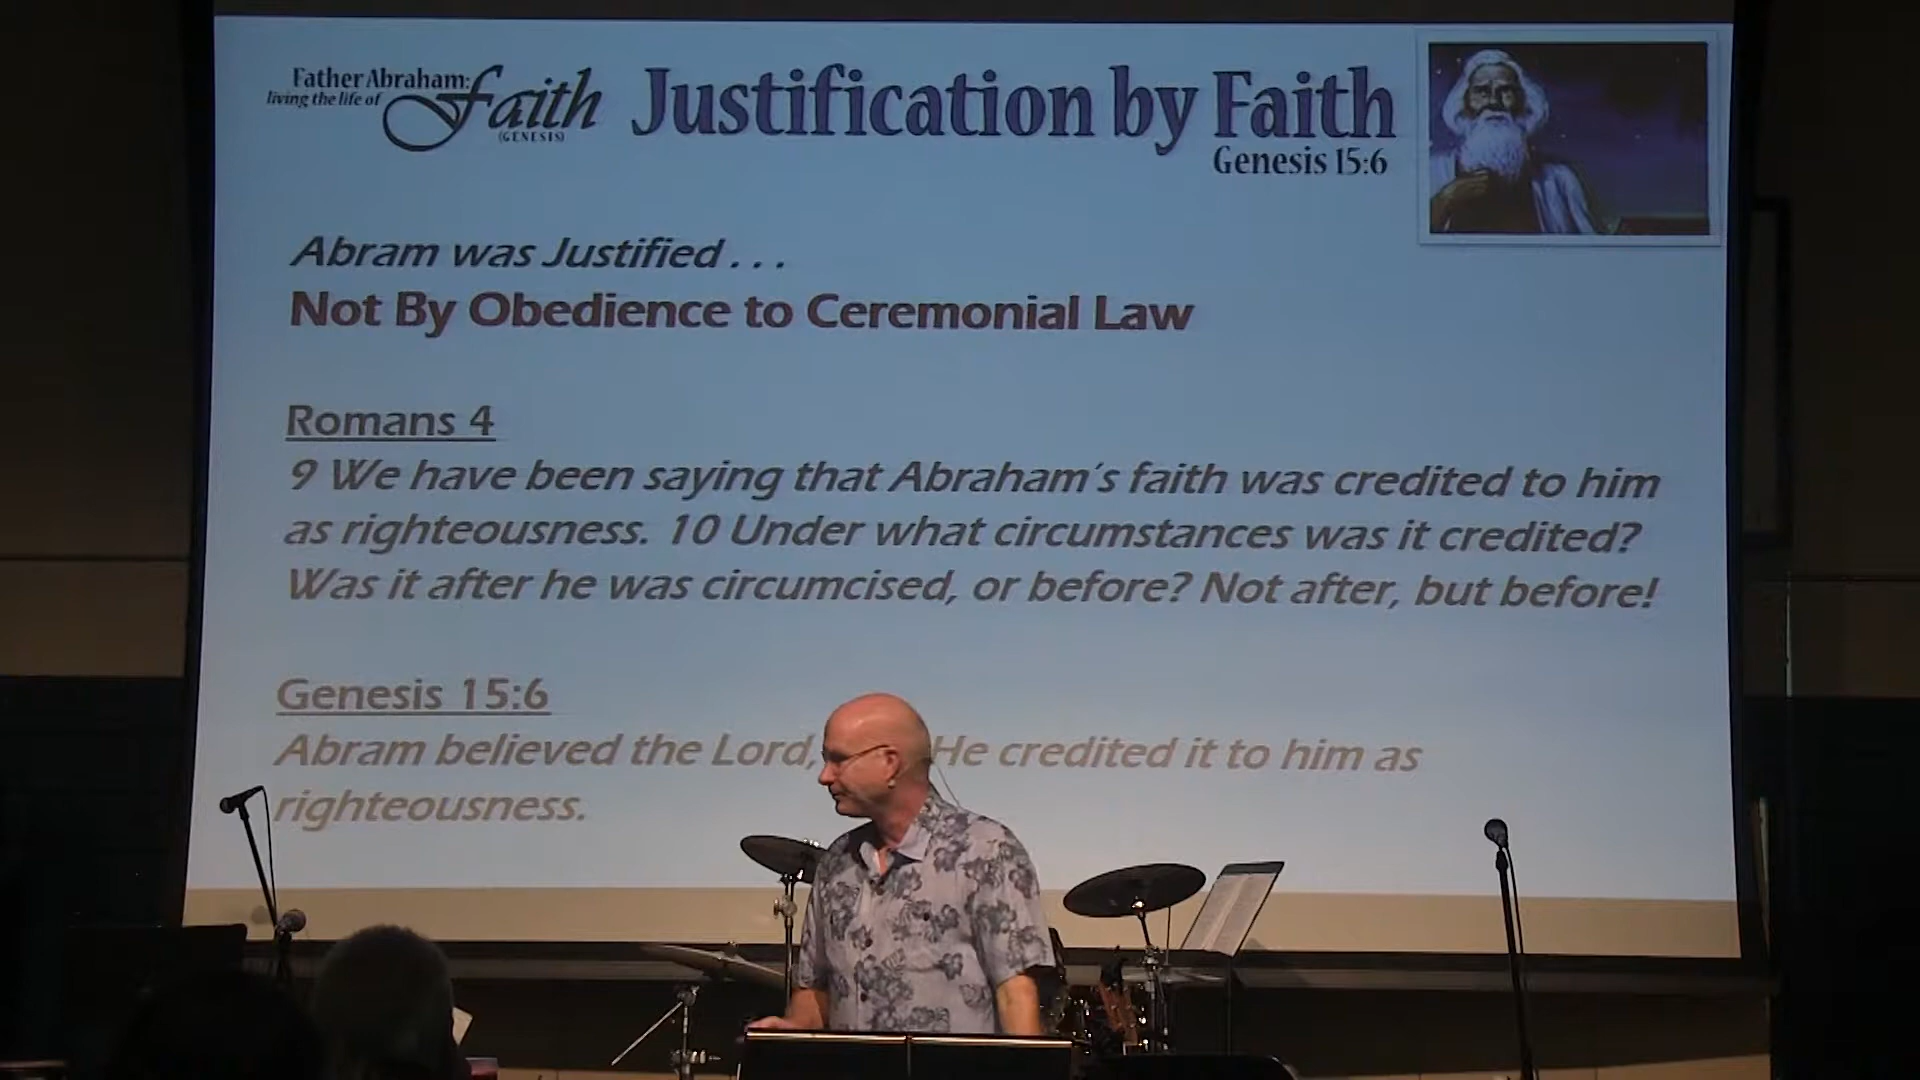 Father Abraham:
living the life of
Faith
(GENESIS)
Justification by Faith
Genesis 15:6
Abram was Justified . . .
Not By Obedience to Ceremonial Law
Romans 4
9 We have been saying that Abraham's faith was credited to him
as righteousness. 10 Under what circumstances was it credited?
Was it after he was circumcised, or before? Not after, but before!
Genesis 15:6
Abram believed the Lord, He credited it to him as
righteousness.